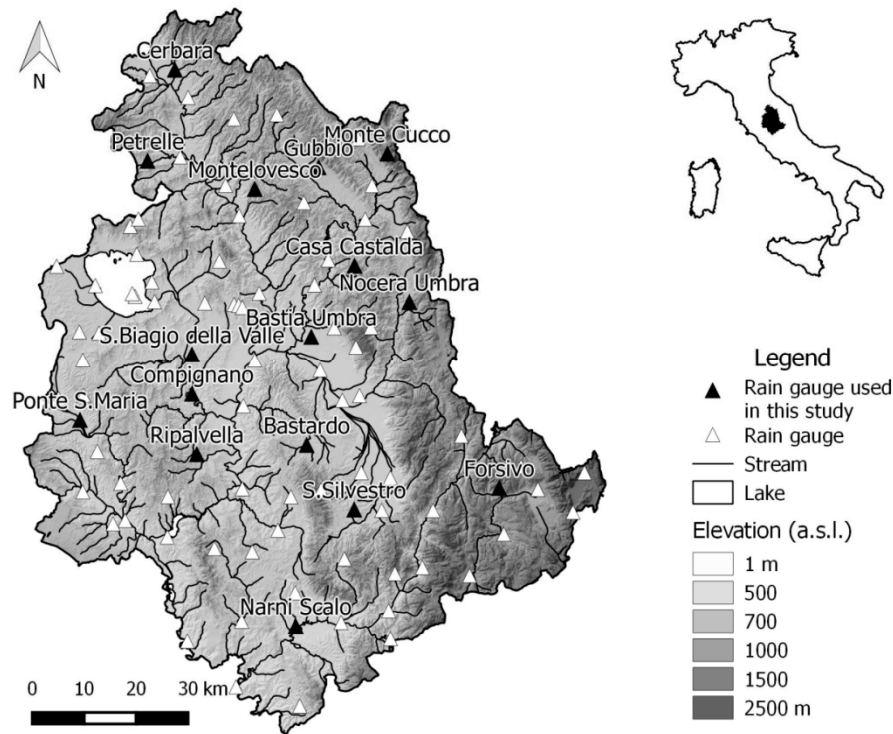 N
Cerbara
Petrelle
Montelovesco
Gubbio
Monte Cucco
Casa Castalda
Nocera Umbra
Bastia Umbra
S.Biagio della Valle
Compignano
Ponte S.Maria
Ripalvella
Bastardo
Forsivo
S.Silvestro
Narni Scalo
0 10 20 30 km
Legend
Rain gauge used
in this study
Rain gauge
Stream
Lake
Elevation (a.s.l.)
1 m
500
700
1000
1500
2500 m